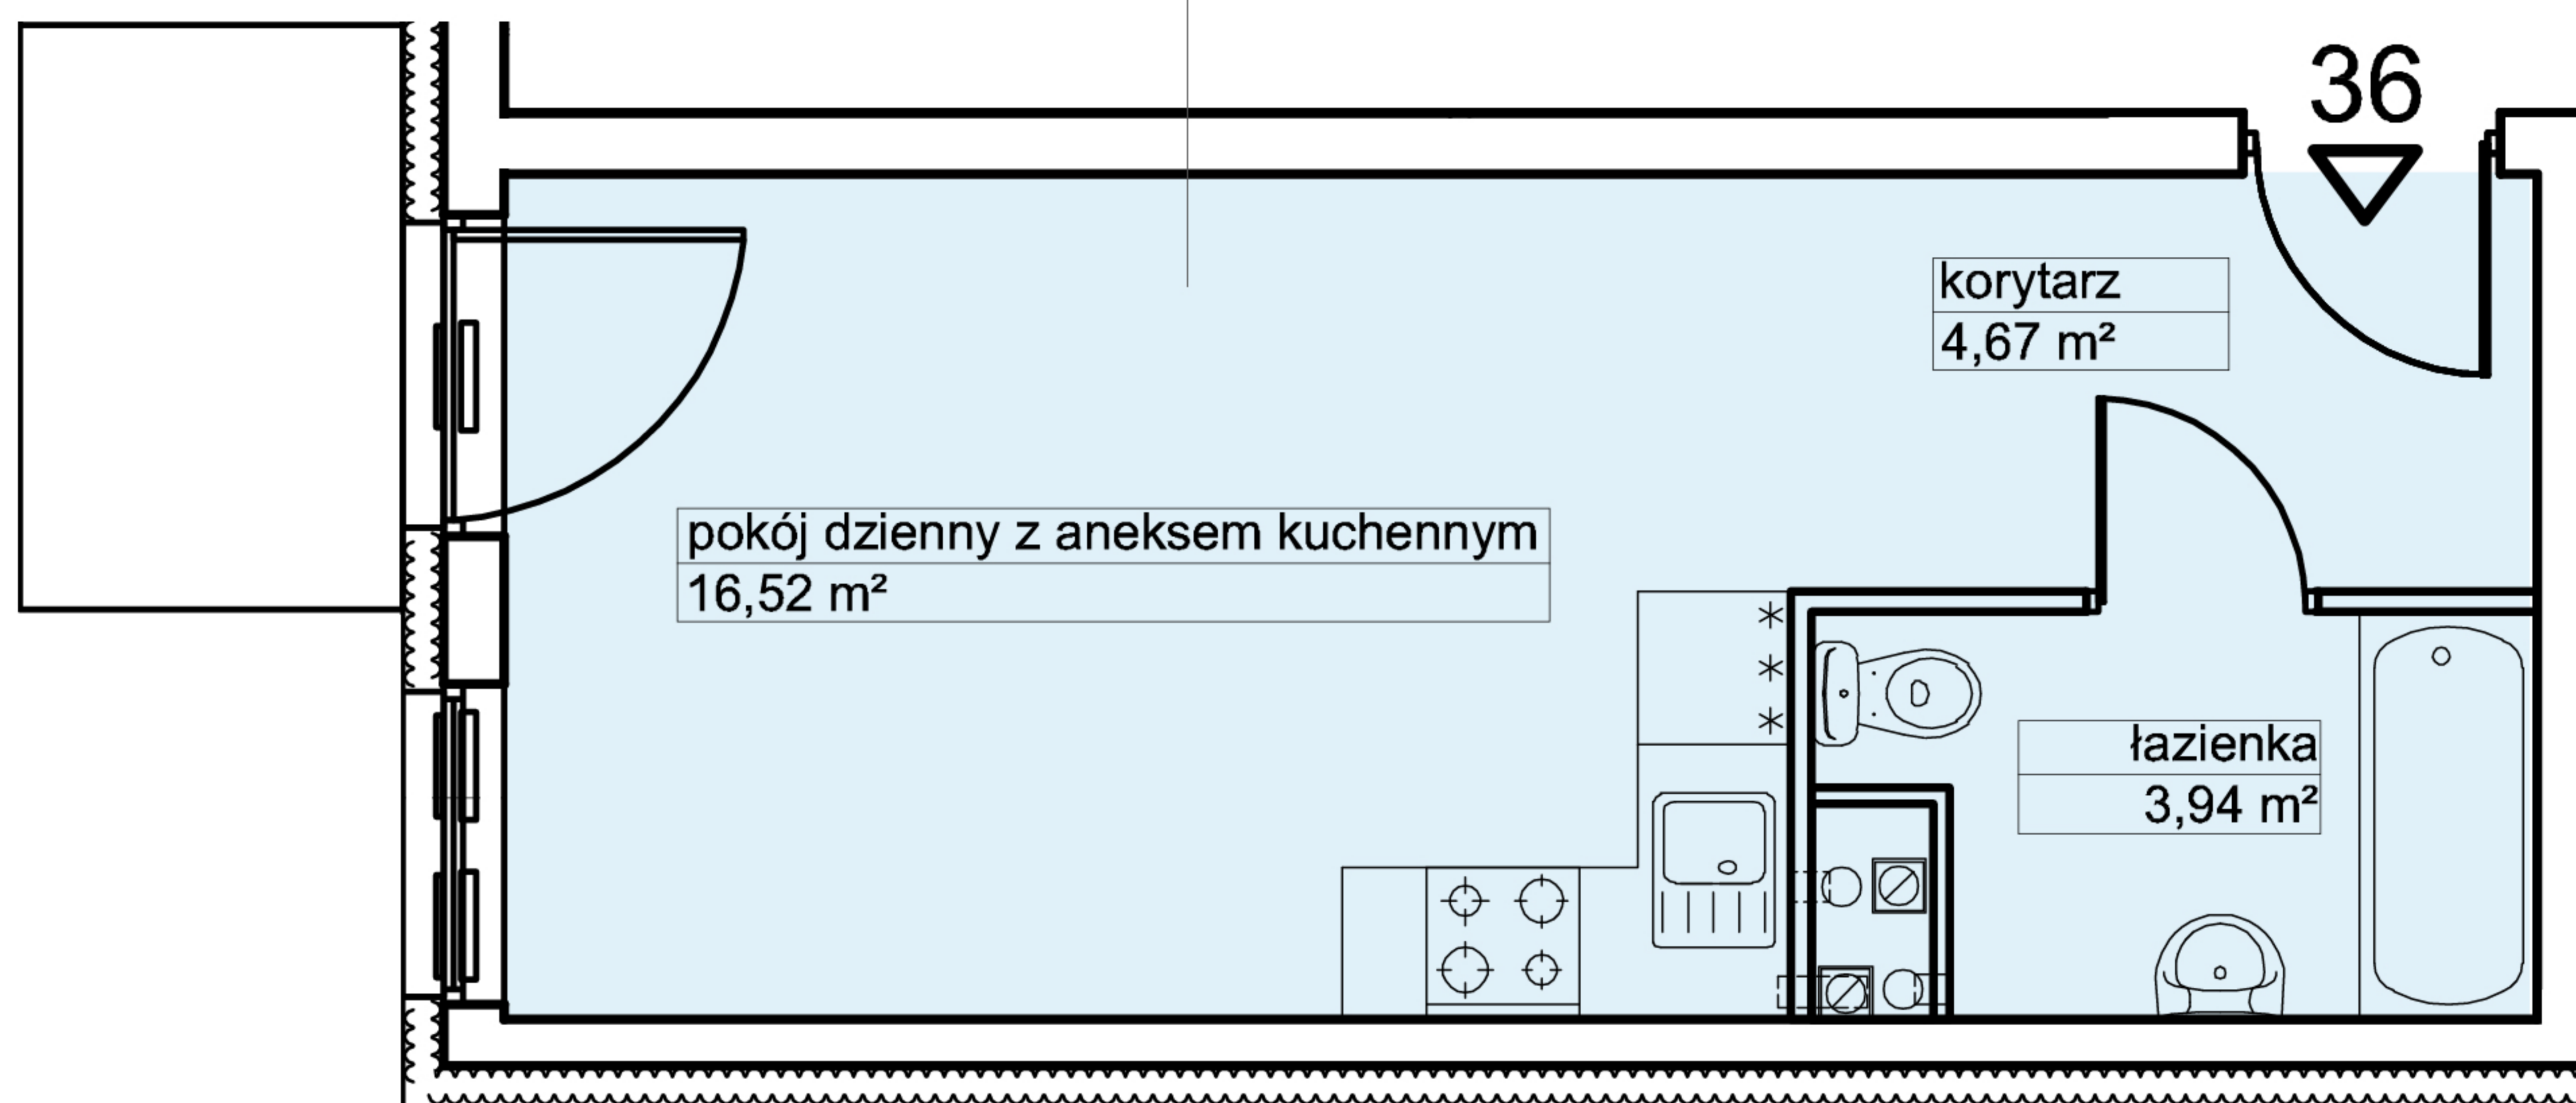 36
korytarz
4,67 m²
pokój dzienny z aneksem kuchennym
16,52 m²
łazienka
3,94 m²